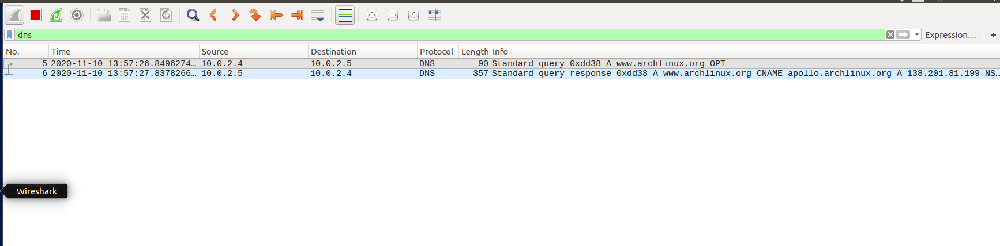 dns
Expression…
+
No. Time Source Destination Protocol Length Info
5 2020-11-10 13:57:26.8496274… 10.0.2.4 10.0.2.5 DNS 90 Standard query 0xdd38 A www.archlinux.org OPT
6 2020-11-10 13:57:27.8378266… 10.0.2.5 10.0.2.4 DNS 357 Standard query response 0xdd38 A www.archlinux.org CNAME apollo.archlinux.org A 138.201.81.199 NS…
Wireshark